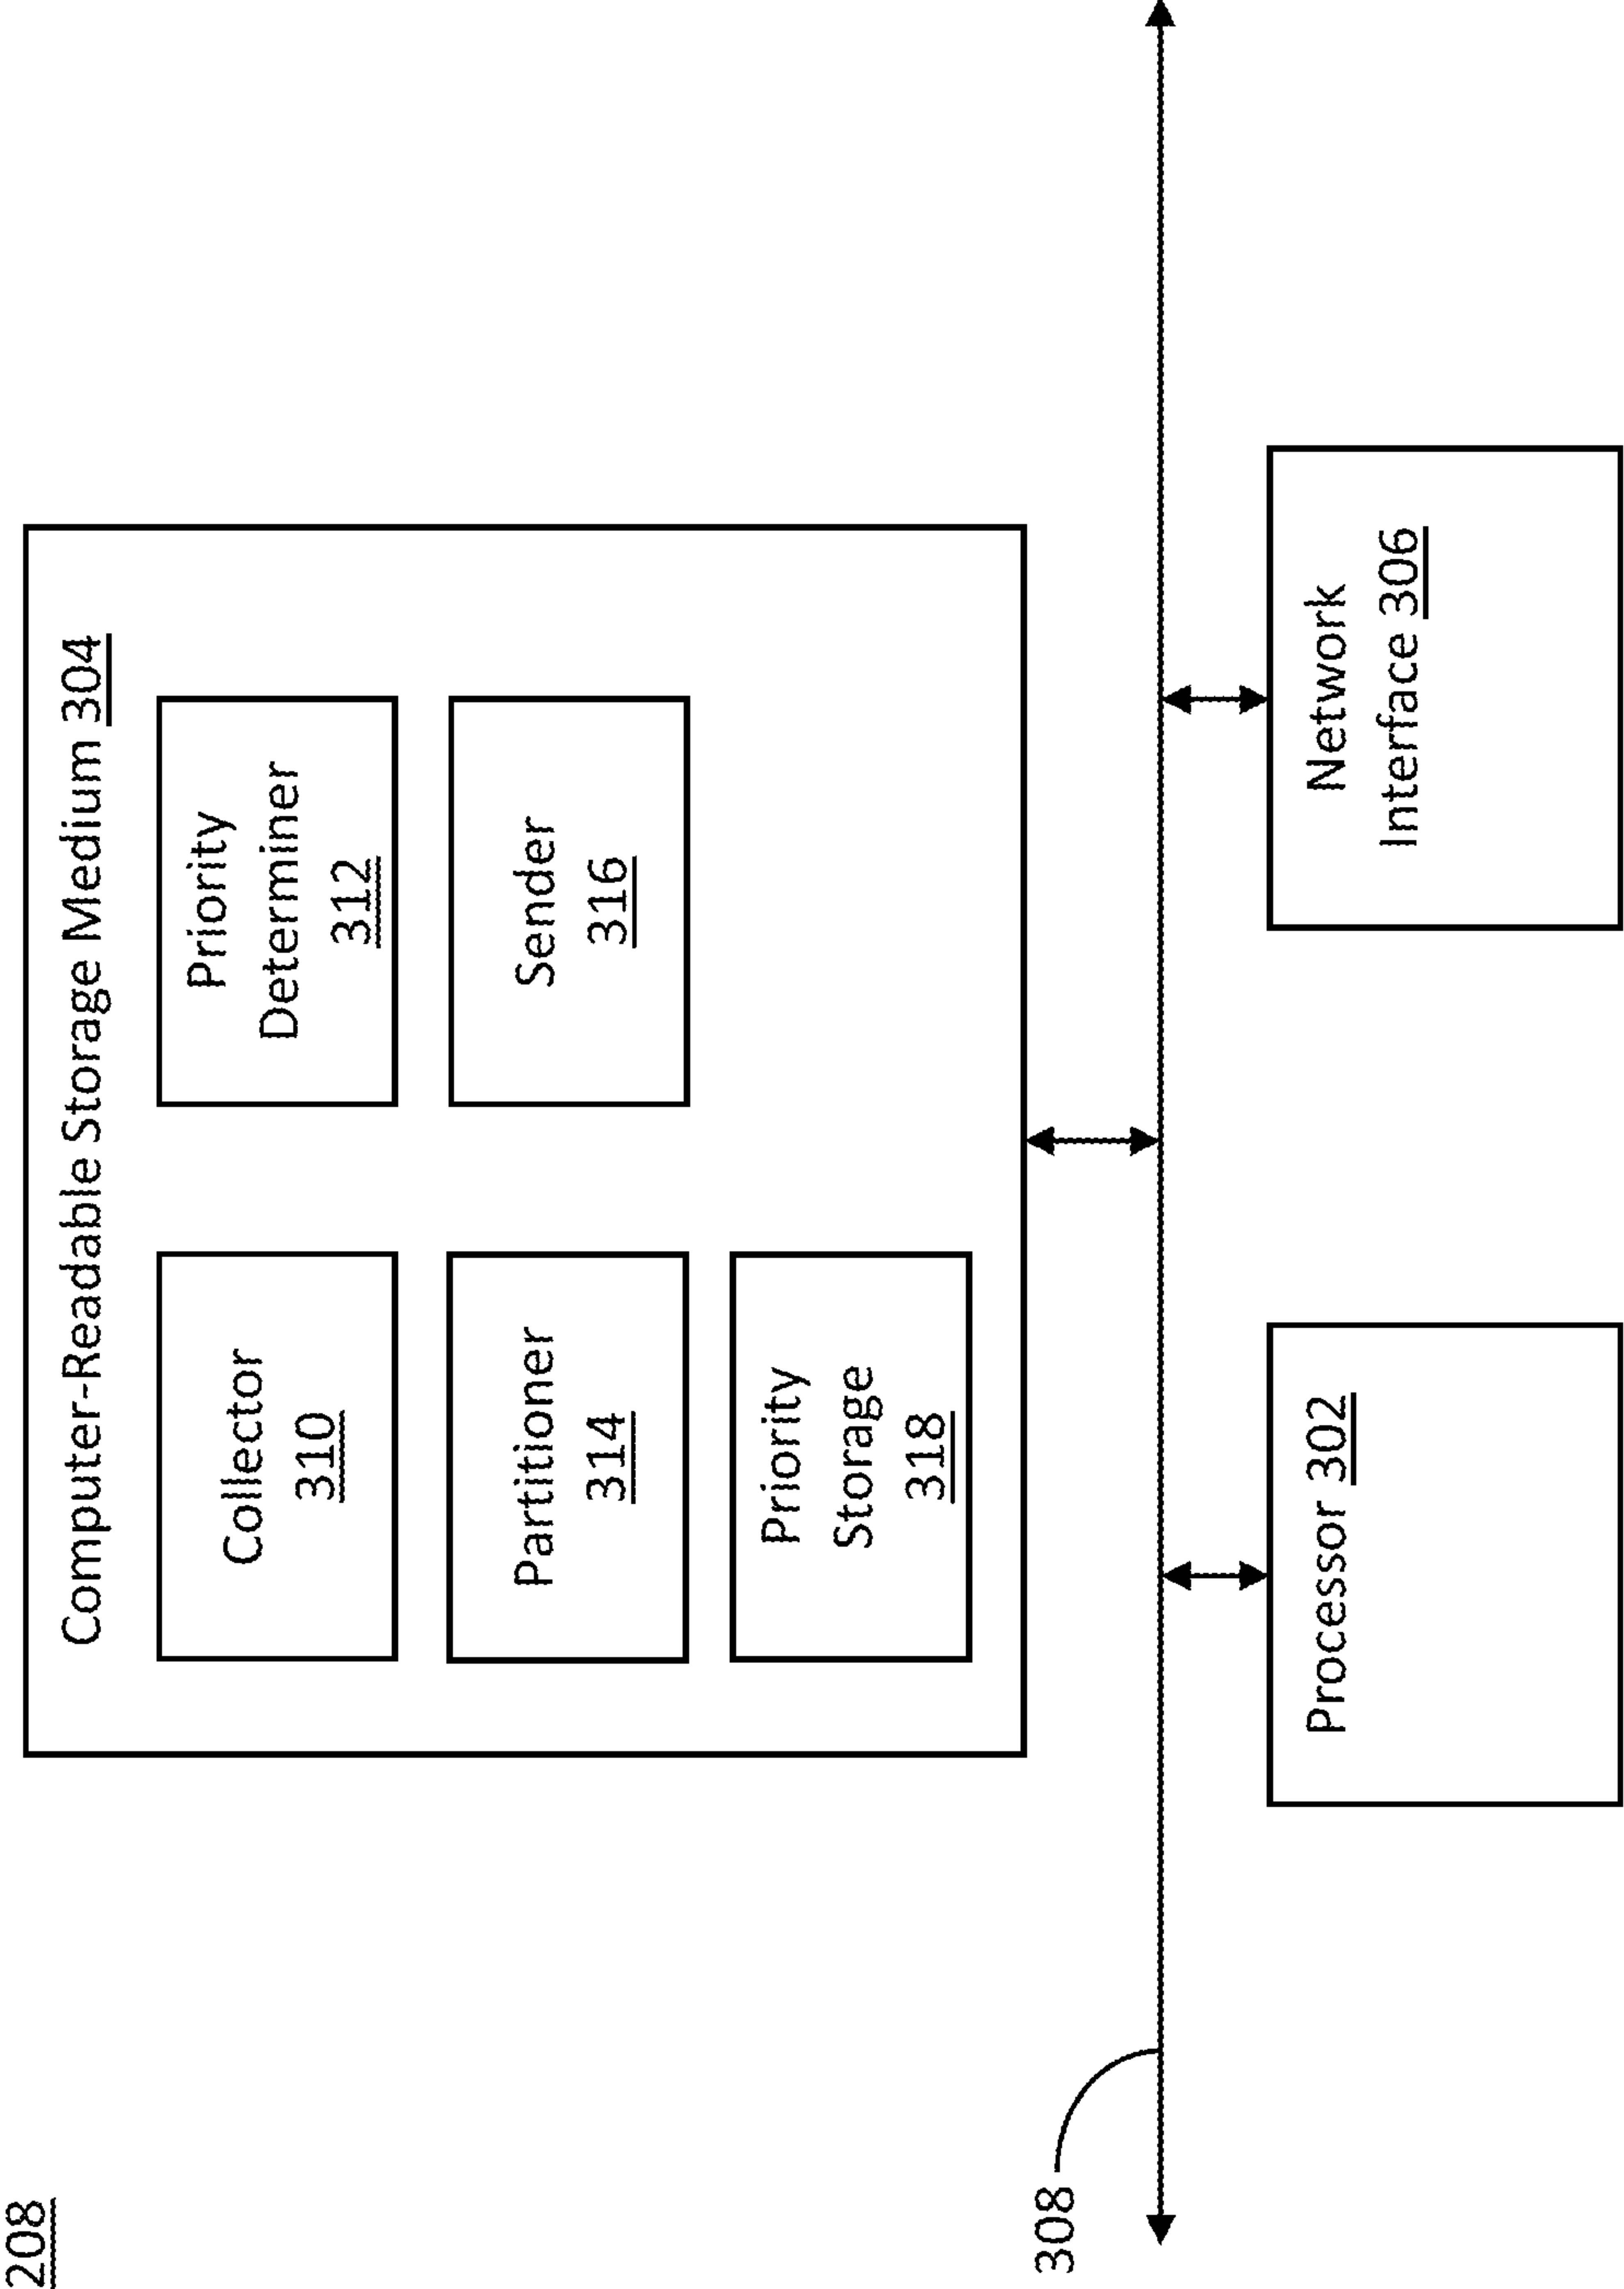 208
Computer-Readable Storage Medium 304
Collector
310
Priority
Determiner
312
Partitioner
314
Sender
316
Priority
Storage
318
308
Processor 302
Network
Interface 306